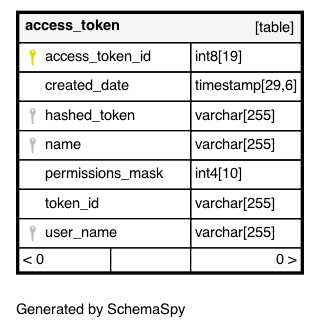 access_token [table]
access_token_id int8[19]
created_date timestamp[29,6]
hashed_token varchar[255]
name varchar[255]
permissions_mask int4[10]
token_id varchar[255]
user_name varchar[255]
< 0 0 >
Generated by SchemaSpy